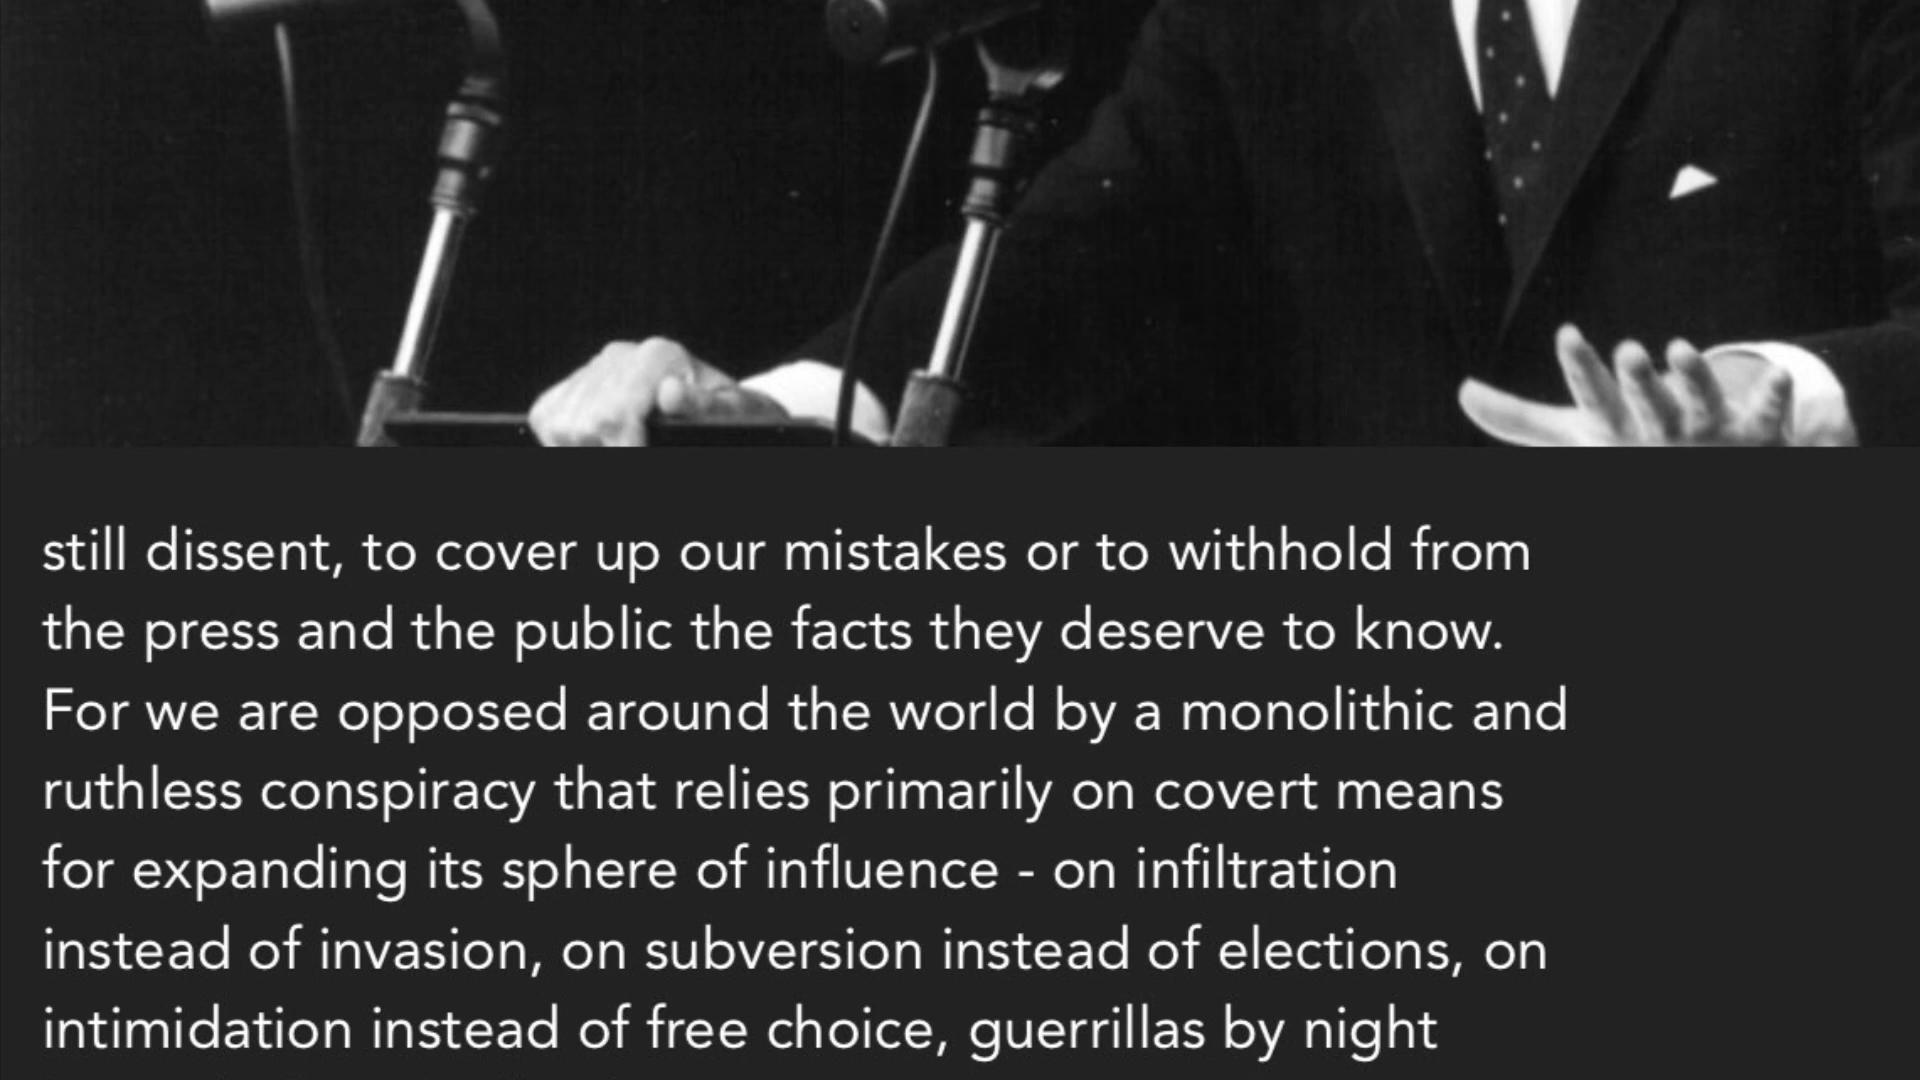 still dissent, to cover up our mistakes or to withhold from
the press and the public the facts they deserve to know.
For we are opposed around the world by a monolithic and
ruthless conspiracy that relies primarily on covert means
for expanding its sphere of influence - on infiltration
instead of invasion, on subversion instead of elections, on
intimidation instead of free choice, guerrillas by night